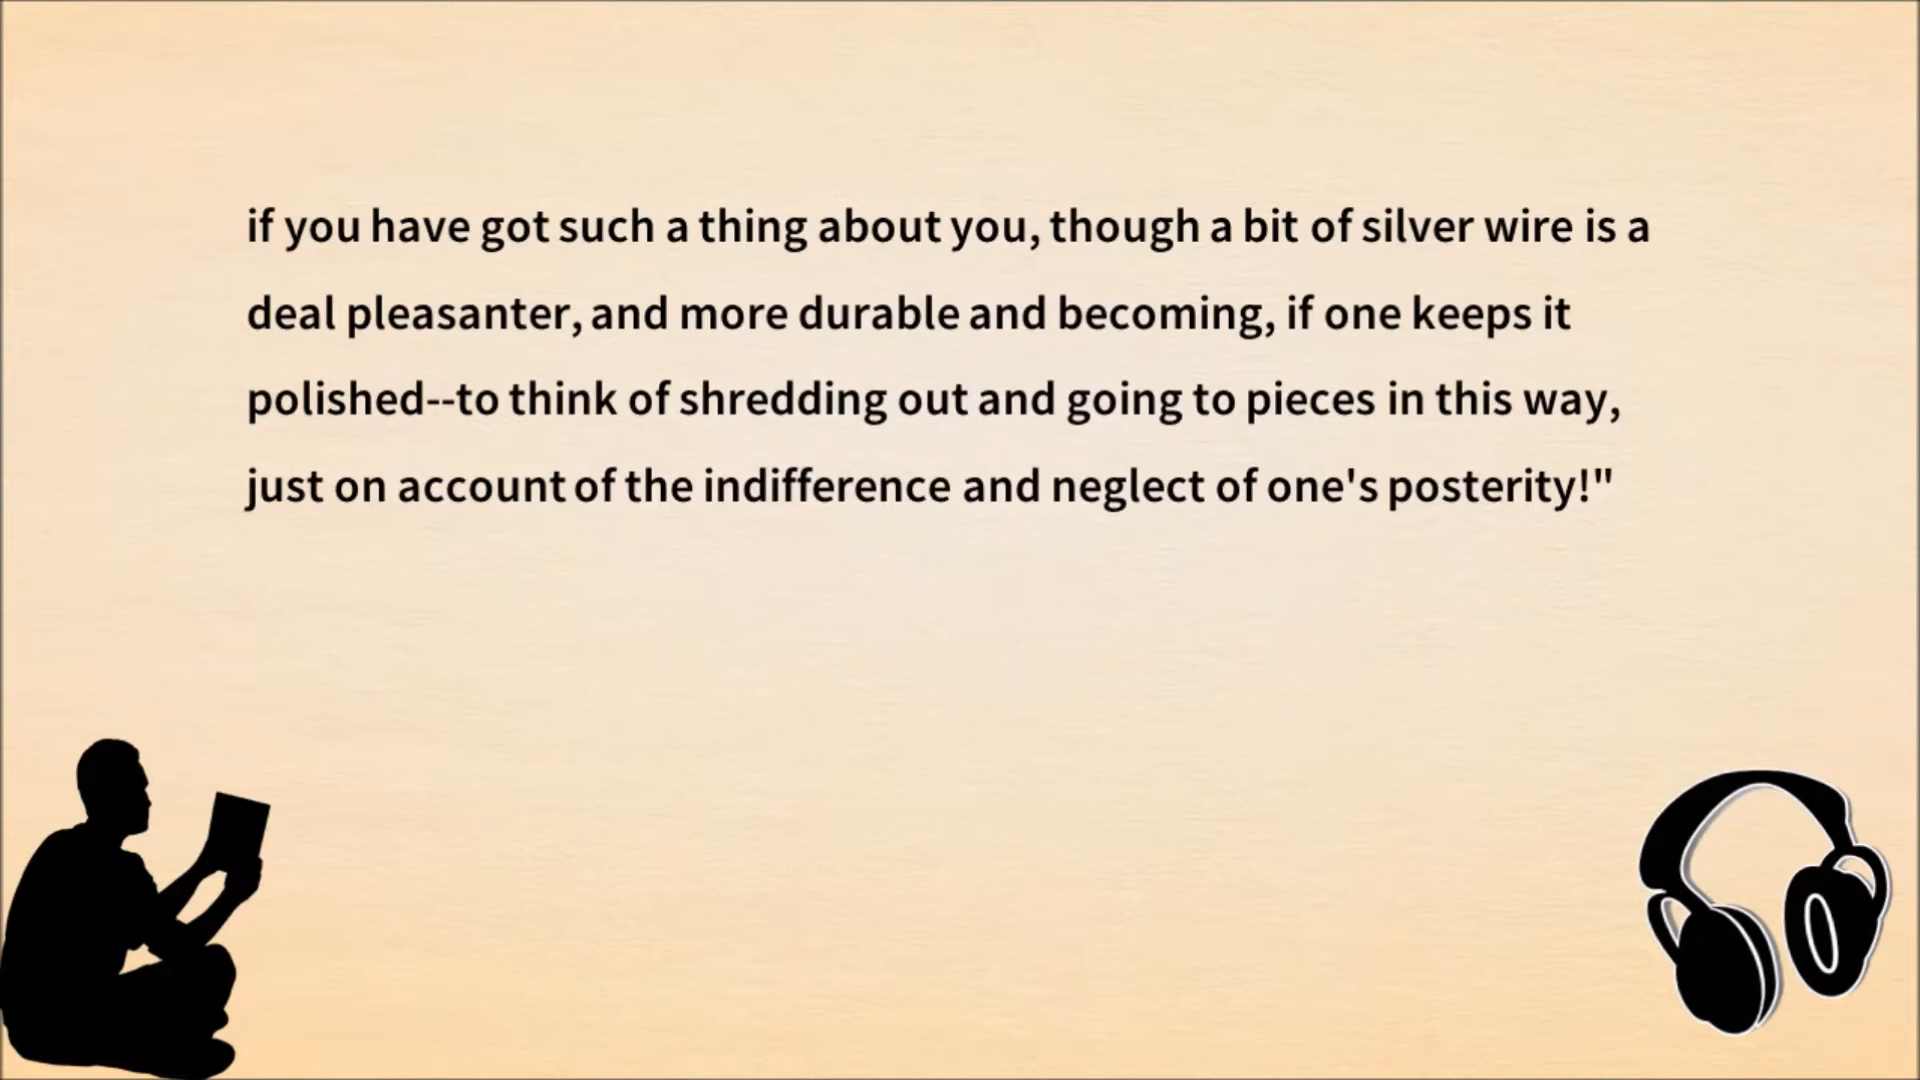 if you have got such a thing about you, though a bit of silver wire is a
deal pleasanter, and more durable and becoming, if one keeps it
polished--to think of shredding out and going to pieces in this way,
just on account of the indifference and neglect of one's posterity!"